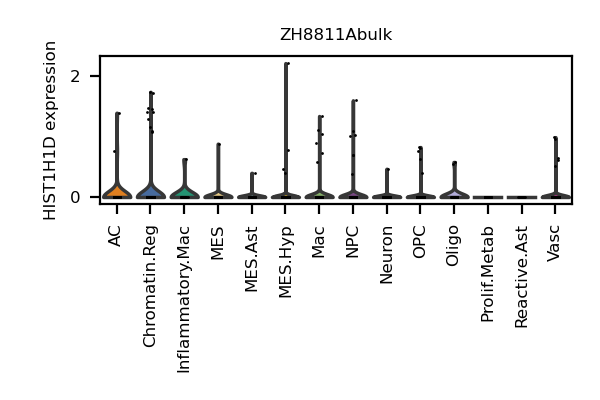 ZH8811Abulk
HIST1H1D expression
2
0
AC
Chromatin.Reg
Inflammatory.Mac
MES
MES.Ast
MES.Hyp
Mac
NPC
Neuron
OPC
Oligo
Prolif.Metab
Reactive.Ast
Vasc